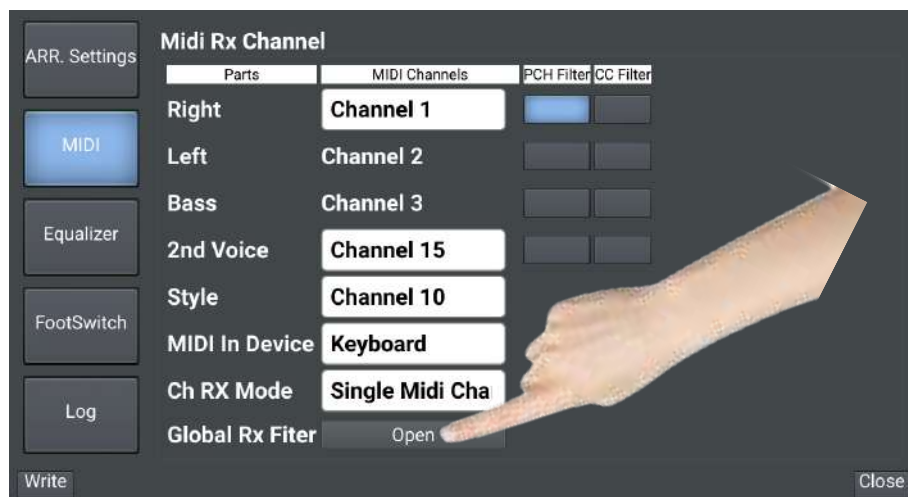 ARR. Settings
MIDI
Equalizer
FootSwitch
Log
Midi Rx Channel
Parts MIDI Channels PCH Filter CC Filter
Right Channel 1
Left Channel 2
Bass Channel 3
2nd Voice Channel 15
Style Channel 10
MIDI In Device Keyboard
Ch RX Mode Single Midi Cha
Global Rx Fiter Open
Write Close